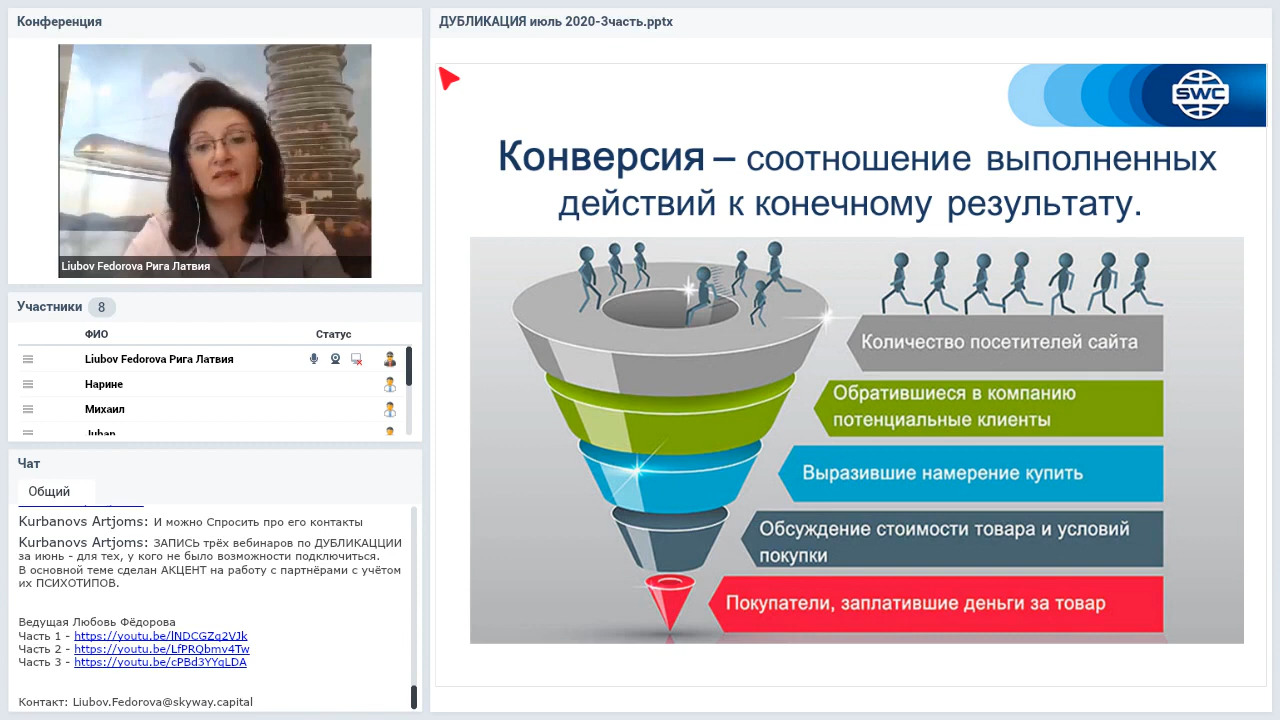 Конференция
Liubov Fedorova Рига Латвия
Участники 8
ФИО Статус
Liubov Fedorova Рига Латвия
Нарине
Михаил
Чат
Общий
Kurbanovs Artjoms: И можно Спросить про его контакты
Kurbanovs Artjoms: ЗАПИСЬ трёх вебинаров по ДУБЛИКАЦЦИИ
за июнь - для тех, у кого не было возможности подключиться.
В основной теме сделан АКЦЕНТ на работу с партнёрами с учётом
их ПСИХОТИПОВ.
Ведущая Любовь Фёдорова
Часть 1 - https://youtu.be/lNDCGZq2VJk
Часть 2 - https://youtu.be/LfPRQbmv4Tw
Часть 3 - https://youtu.be/cPBd3YYqLDA
Контакт: Liubov.Fedorova@skyway.capital
ДУБЛИКАЦИЯ июль 2020-3часть.pptx
SWC
Конверсия – соотношение выполненных
действий к конечному результату.
Количество посетителей сайта
Обратившиеся в компанию
потенциальные клиенты
Выразившие намерение купить
Обсуждение стоимости товара и условий
покупки
Покупатели, заплатившие деньги за товар